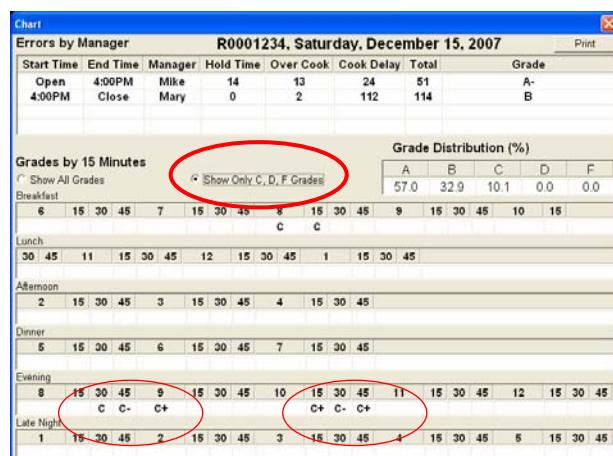 Chart
Errors by Manager R0001234, Saturday, December 15, 2007 Print
Start Time End Time Manager Hold Time Over Cook Cook Delay Total Grade
Open 4:00PM Mike 14 13 24 51 A-
4:00PM Close Mary 0 2 112 114 B
Grade Distribution (%)
Grades by 15 Minutes
A B C D F
Show All Grades Show Only C, D, F Grades
57.0 32.9 10.1 0.0 0.0
Breakfast
6 15 30 45 7 15 30 45 8 15 30 45 9 15 30 45 10 15
C C
Lunch
30 45 11 15 30 45 12 15 30 45 1 15 30 45
Afternoon
2 15 30 45 3 15 30 45 4 15 30 45
Dinner
5 15 30 45 6 15 30 45 7 15 30 45
Evening
8 15 30 45 9 15 30 45 10 15 30 45 11 15 30 45 12 15 30 45
C C- C+ C+ C- C+
Late Night
1 15 30 45 2 15 30 45 3 15 30 45 4 15 30 45 5 15 30 45